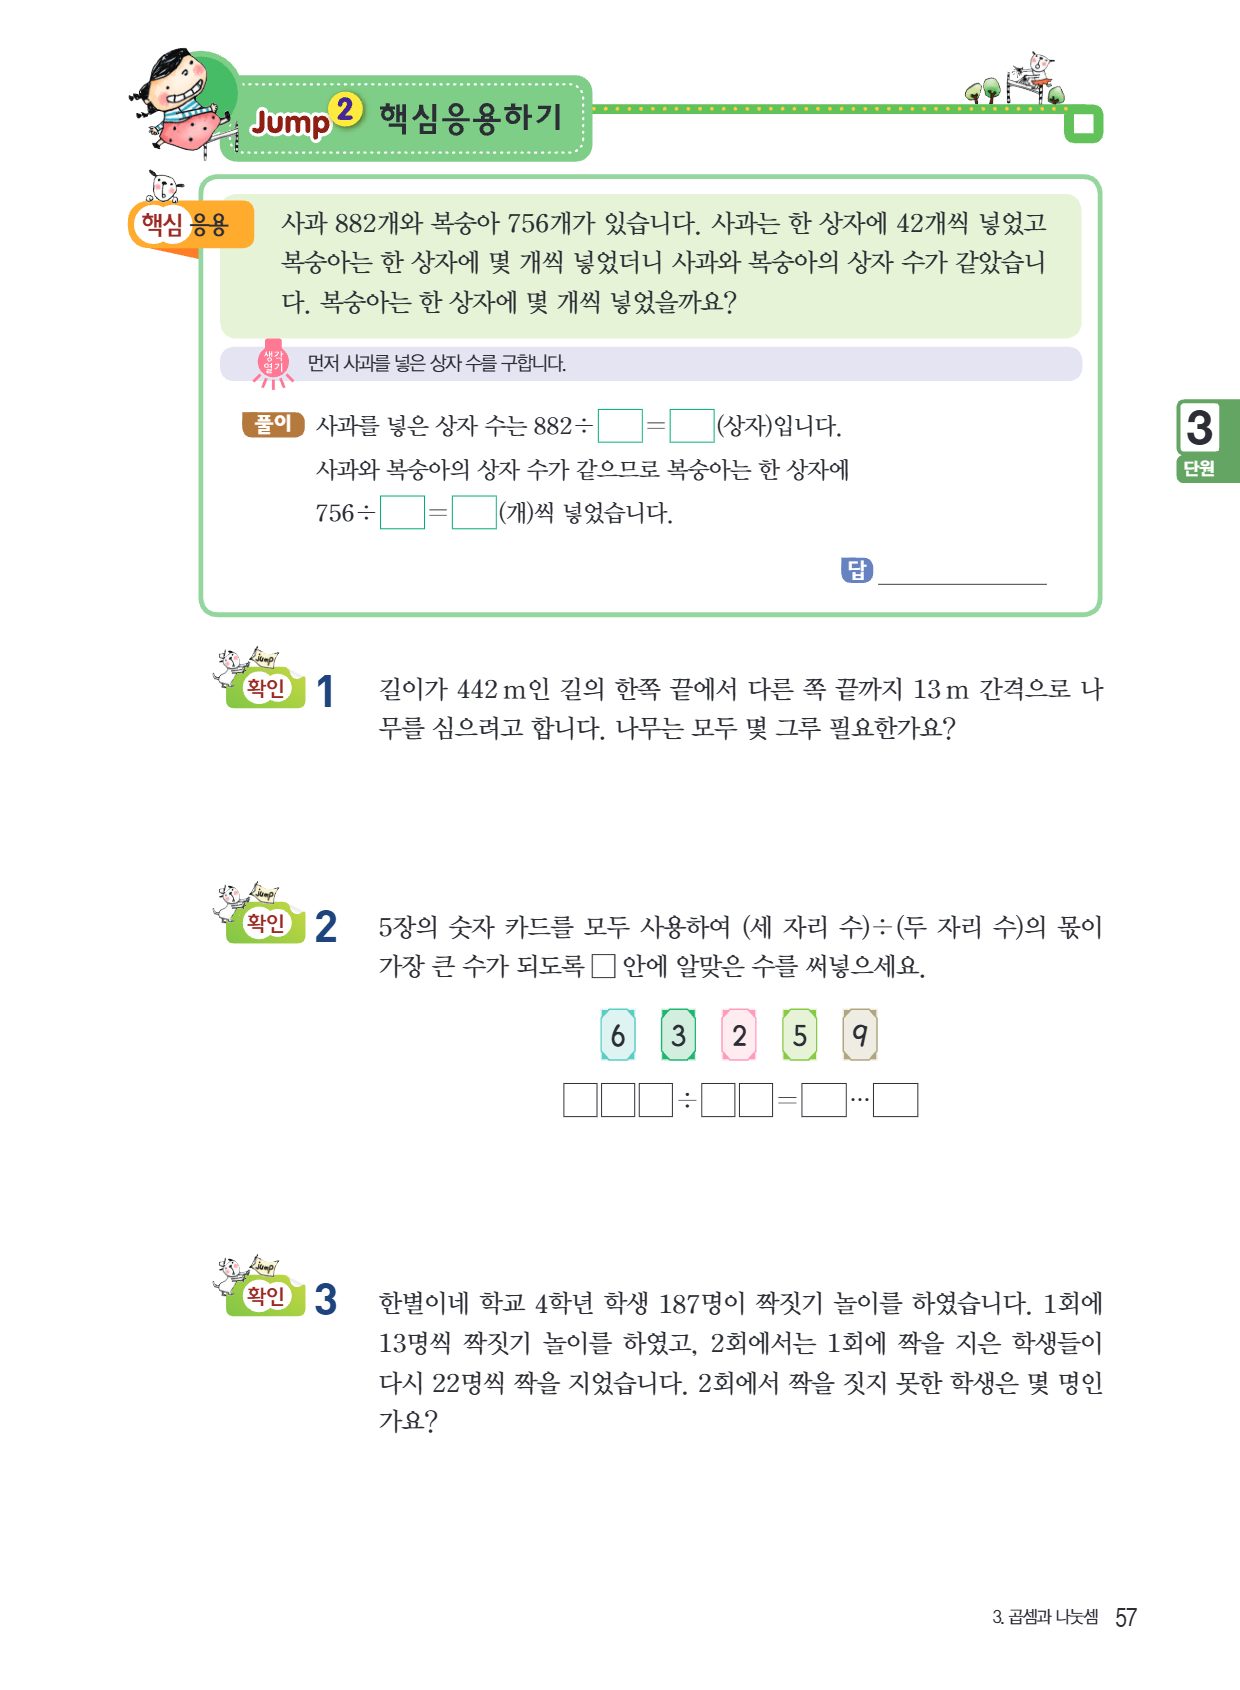 Jump 2 핵심응용하기
핵심 응용
사과 882개와 복숭아 756개가 있습니다. 사과는 한 상자에 42개씩 넣었고
복숭아는 한 상자에 몇 개씩 넣었더니 사과와 복숭아의 상자 수가 같았습니
다. 복숭아는 한 상자에 몇 개씩 넣었을까요?
생각
열기
먼저 사과를 넣은 상자 수를 구합니다.
풀이 사과를 넣은 상자 수는 882÷□=□(상자)입니다.
사과와 복숭아의 상자 수가 같으므로 복숭아는 한 상자에
756÷□=□(개)씩 넣었습니다.
답
3
단원
Jump
확인 1 길이가 442 m인 길의 한쪽 끝에서 다른 쪽 끝까지 13 m 간격으로 나
무를 심으려고 합니다. 나무는 모두 몇 그루 필요한가요?
Jump
확인 2 5장의 숫자 카드를 모두 사용하여 (세 자리 수)÷(두 자리 수)의 몫이
가장 큰 수가 되도록 □ 안에 알맞은 수를 써넣으세요.
6 3 2 5 9
□□□÷□□=□···□
Jump
확인 3 한별이네 학교 4학년 학생 187명이 짝짓기 놀이를 하였습니다. 1회에
13명씩 짝짓기 놀이를 하였고, 2회에서는 1회에 짝을 지은 학생들이
다시 22명씩 짝을 지었습니다. 2회에서 짝을 짓지 못한 학생은 몇 명인
가요?
3. 곱셈과 나눗셈 57